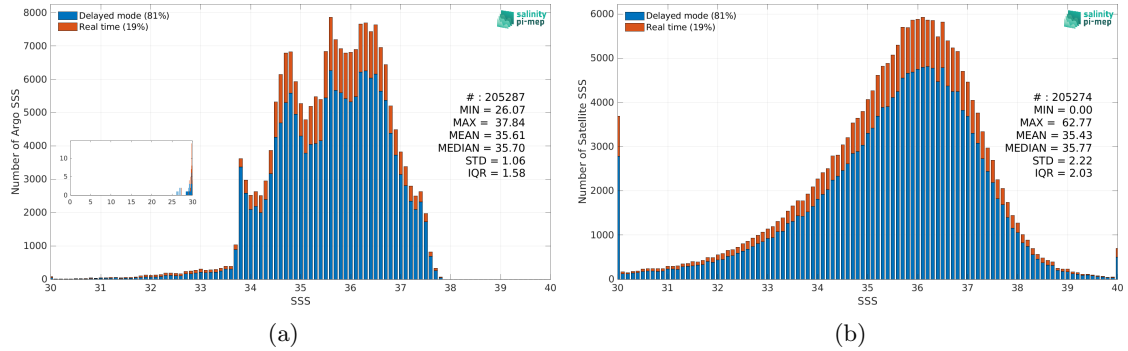 Delayed mode (81%)
Real time (19%)
salinity
pi-mep
Number of Argo SSS
8000
7000
6000
5000
4000
3000
2000
1000
0
# : 205287
MIN = 26.07
MAX = 37.84
MEAN = 35.61
MEDIAN = 35.70
STD = 1.06
IQR = 1.58
10
5
0
0 5 10 15 20 25 30
30 31 32 33 34 35 36 37 38 39 40
SSS
(a)
Delayed mode (81%)
Real time (19%)
salinity
pi-mep
Number of Satellite SSS
6000
5000
4000
3000
2000
1000
0
# : 205274
MIN = 0.00
MAX = 62.77
MEAN = 35.43
MEDIAN = 35.77
STD = 2.22
IQR = 2.03
30 31 32 33 34 35 36 37 38 39 40
SSS
(b)